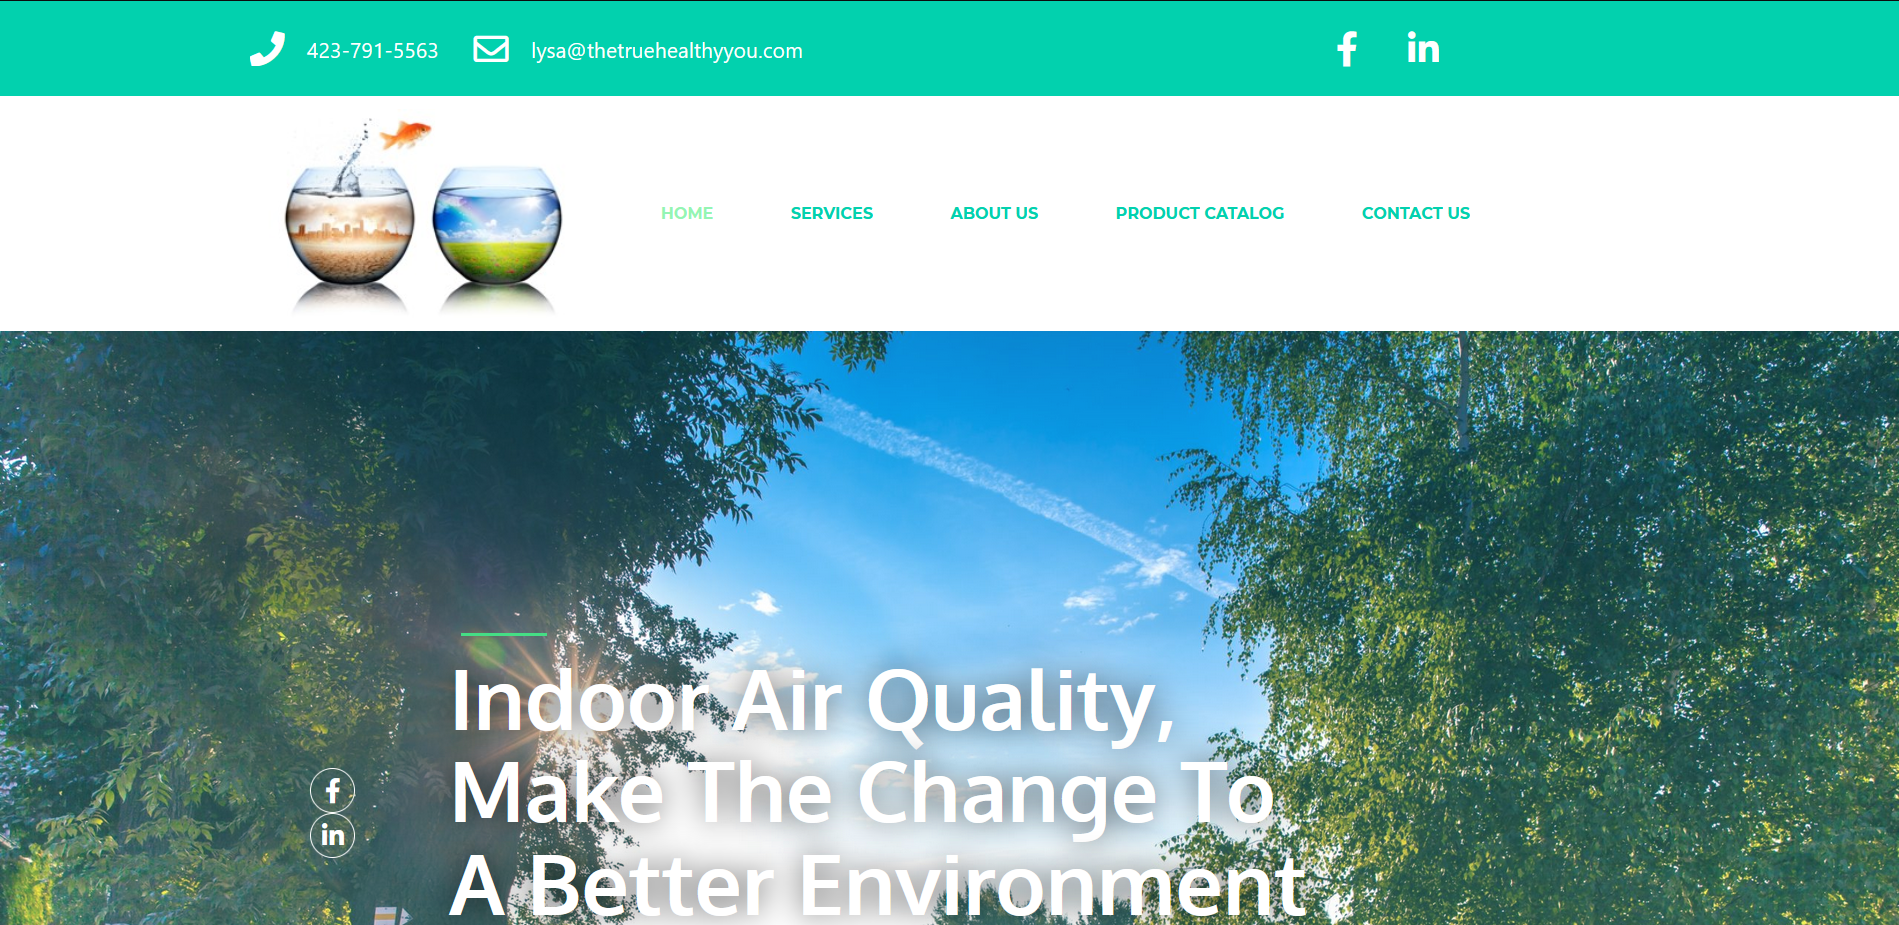 423-791-5563 lysa@thetruehealthyyou.com
HOME SERVICES ABOUT US PRODUCT CATALOG CONTACT US
Indoor Air Quality,
Make The Change To
A Better Environment